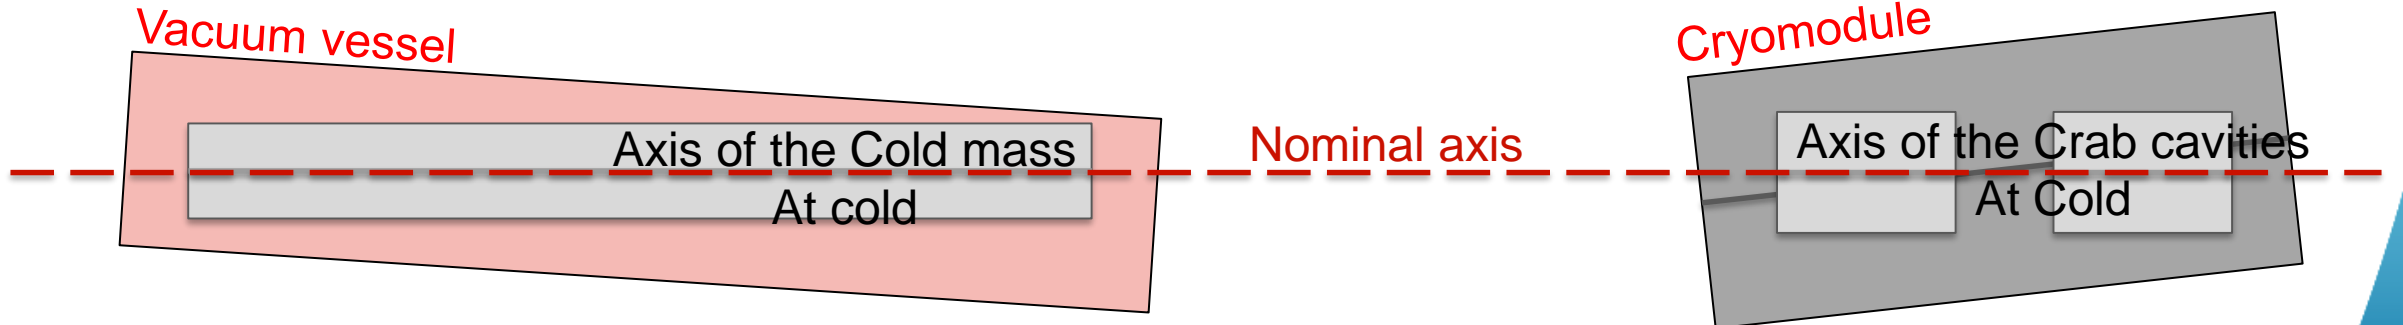 Vacuum vessel
Axis of the Cold mass
At cold
Nominal axis
Cryomodule
Axis of the Crab cavities
At Cold